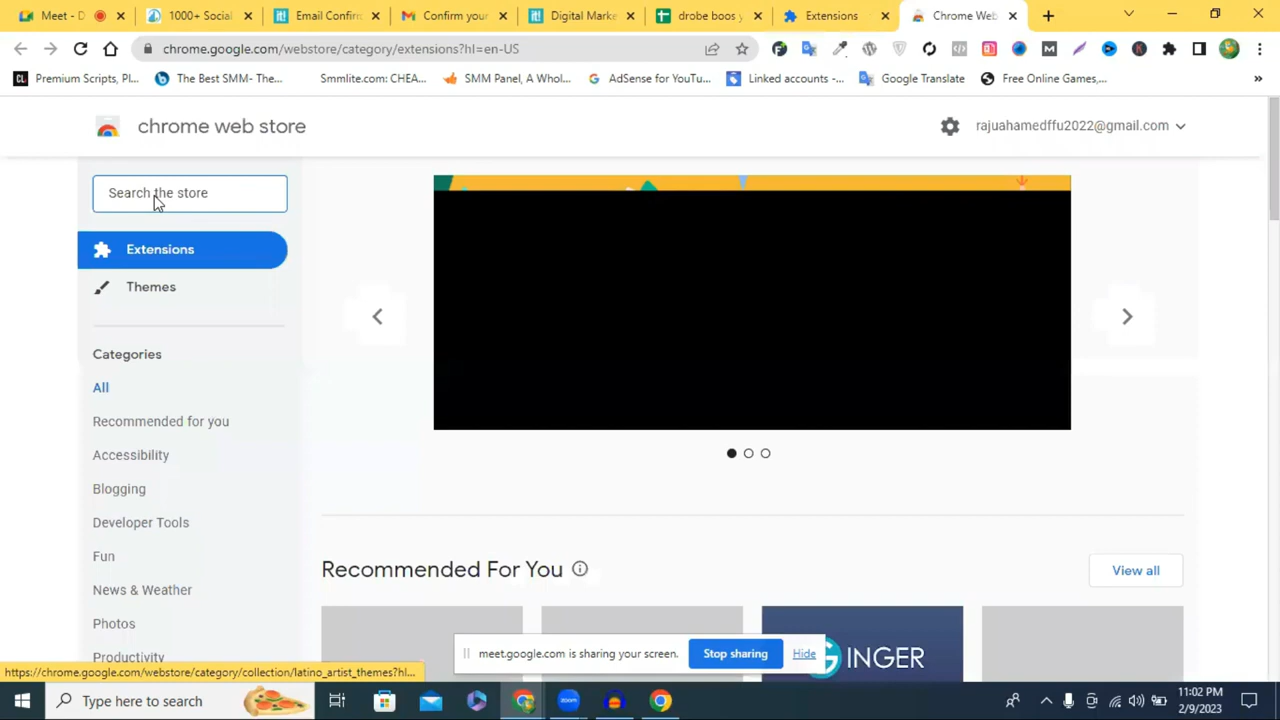 Meet - D
1000+ Social
Email Confirm
Confirm your
Digital Marke
drobe boos y
Extensions
Chrome Web
chrome.google.com/webstore/category/extensions?hl=en-US
Premium Scripts, Pl...
The Best SMM- The...
Smmlite.com: CHEA...
SMM Panel, A Whol...
AdSense for YouTu...
Linked accounts -...
Google Translate
Free Online Games,...
chrome web store
rajuahamedffu2022@gmail.com
Search the store
Extensions
Themes
Categories
All
Recommended for you
Accessibility
Blogging
Developer Tools
Fun
News & Weather
Photos
Productivity
Recommended For You
View all
GINGER
meet.google.com is sharing your screen.
Stop sharing
Hide
https://chrome.google.com/webstore/category/collection/latino_artist_themes?hl...
Type here to search
11:02 PM
2/9/2023